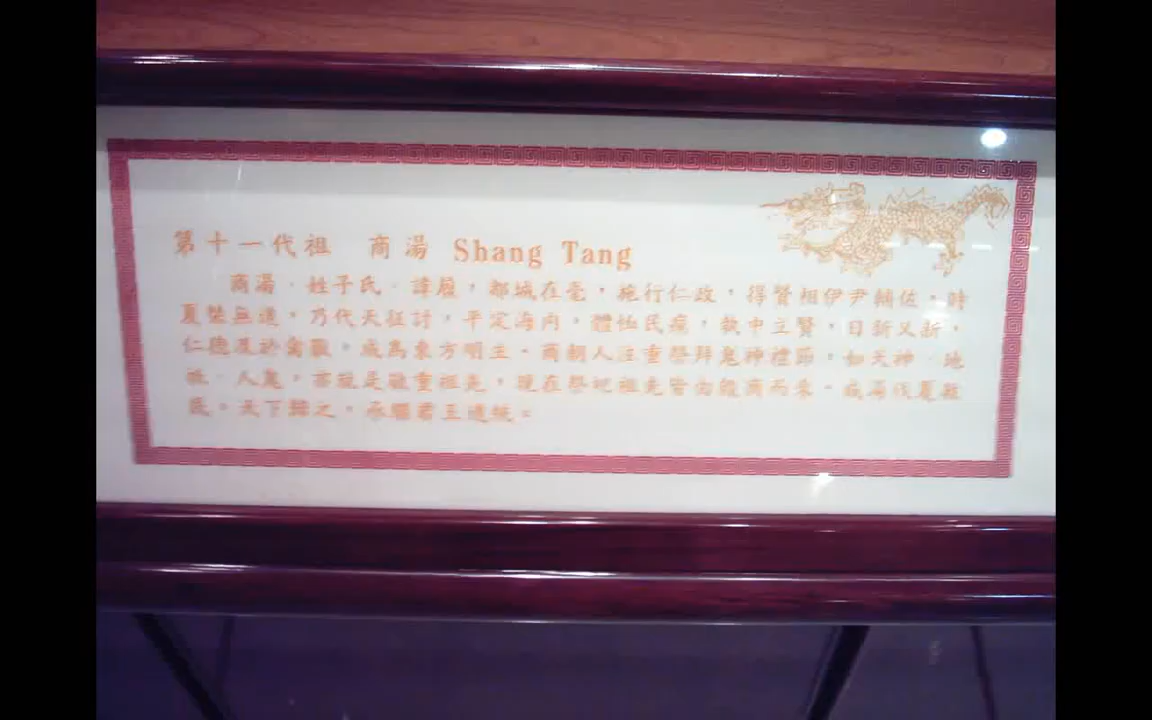 第十一代祖 商湯 Shang Tang
商湯．姓子氏．諱履，都城在亳，施行仁政，得賢相伊尹輔佐，時
夏桀無道，乃代天征討，平定海內，體恤民瘼，執中立賢，日新又新，
仁德及於禽獸。成為東方明主。商朝人注重祭拜鬼神禮節。如天神．地
祇．人鬼。亦就是敬重祖先，現在祭祀祖先皆由殷商而來。成湯伐夏
民。天下歸之。承繼君王道統。